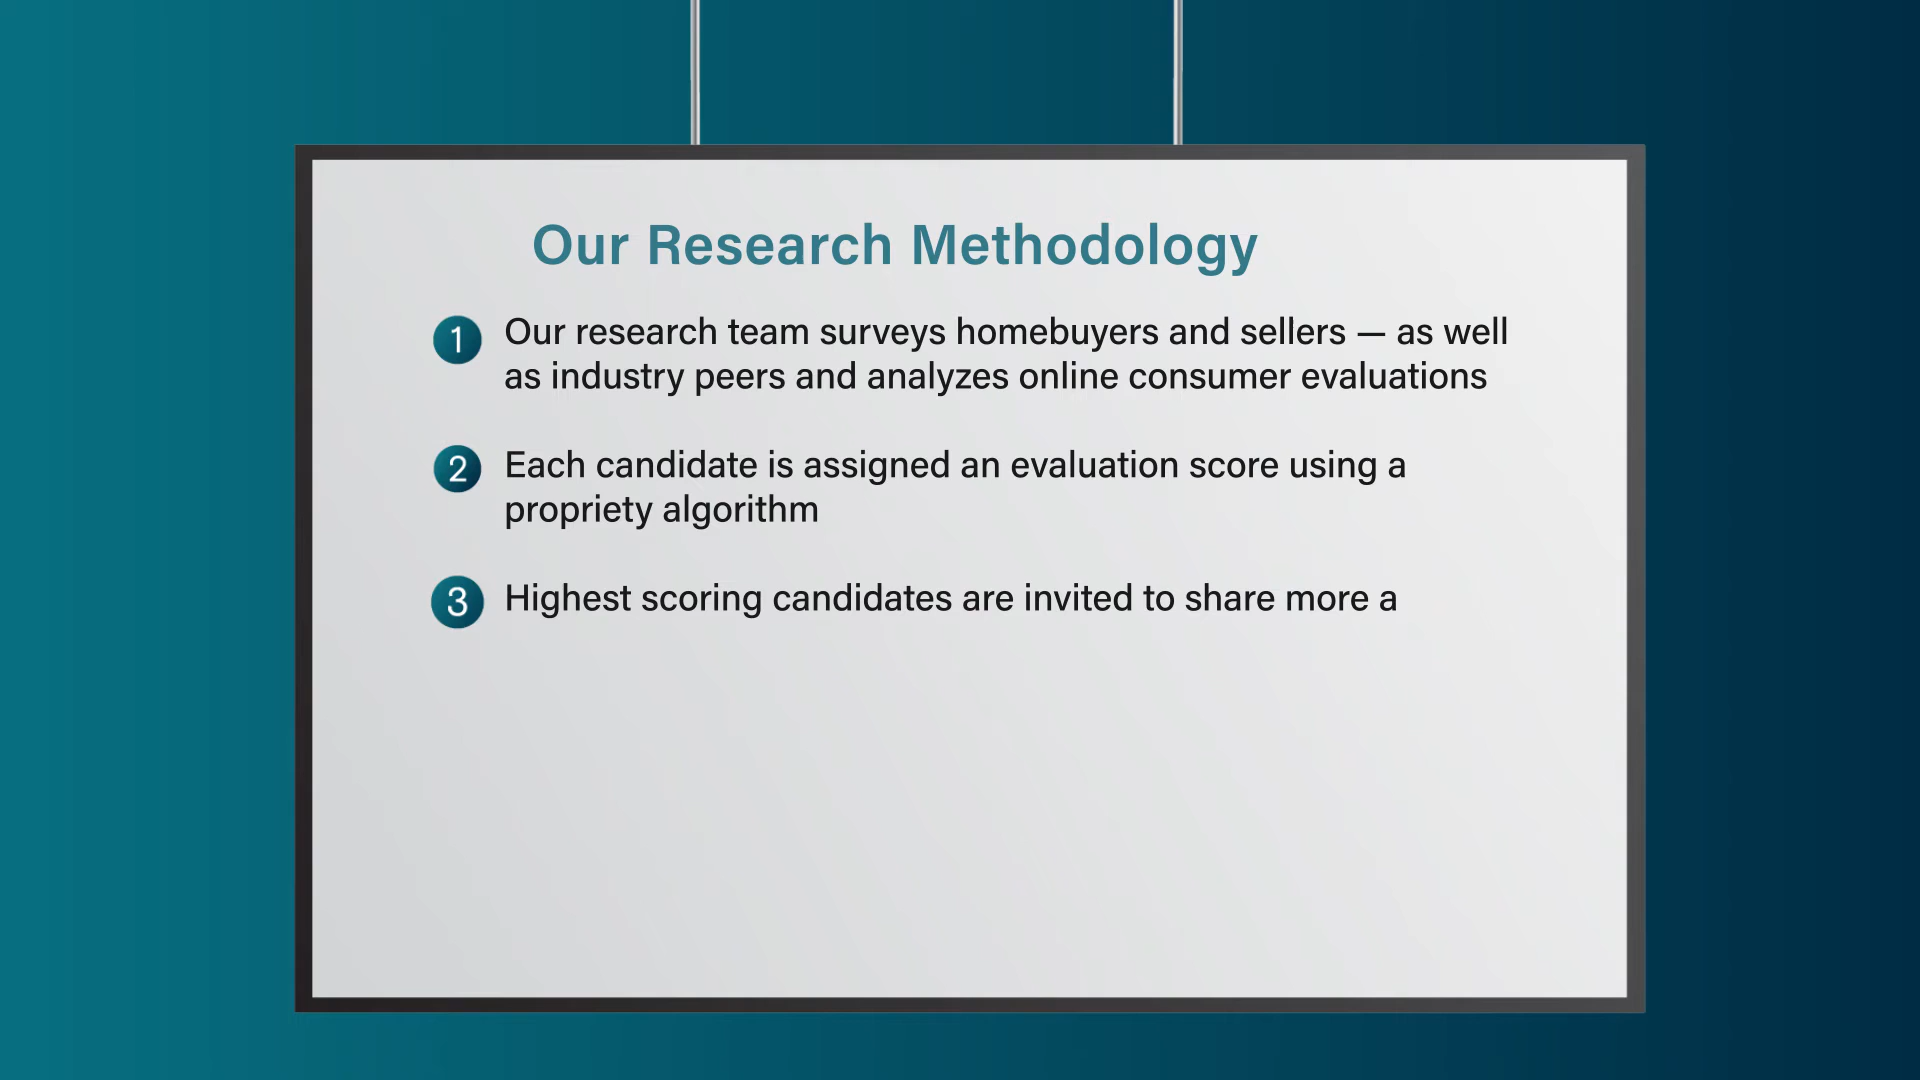 Our Research Methodology
1 Our research team surveys homebuyers and sellers — as well
as industry peers and analyzes online consumer evaluations
2 Each candidate is assigned an evaluation score using a
propriety algorithm
3 Highest scoring candidates are invited to share more a